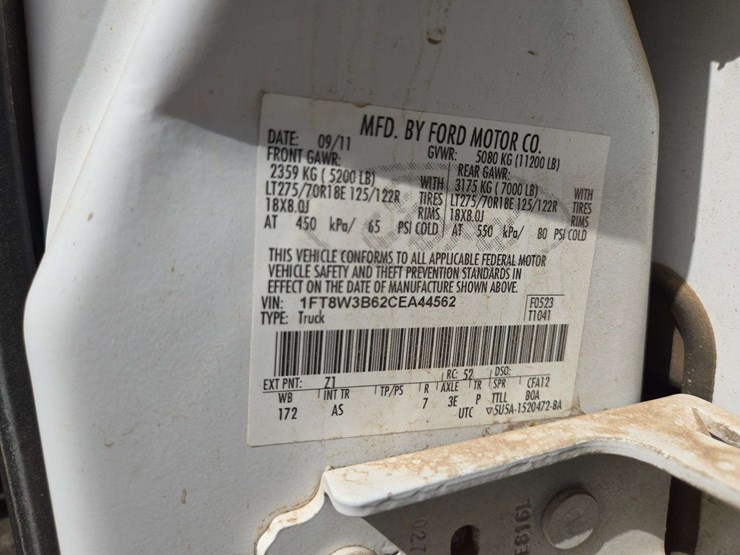 MFD. BY FORD MOTOR CO.
DATE: 09/11 GVWR: 5080 KG (11200 LB)
FRONT GAWR: REAR GAWR:
2359 KG (5200 LB) WITH 3175 KG (7000 LB) WITH
LT275/70R18E 125/122R TIRES LT275/70R18E 125/122R TIRES
18X8.0J RIMS 18X8.0J RIMS
AT 450 kPa/ 65 PSI COLD AT 550 kPa/ 80 PSI COLD
THIS VEHICLE CONFORMS TO ALL APPLICABLE FEDERAL MOTOR
VEHICLE SAFETY AND THEFT PREVENTION STANDARDS IN
EFFECT ON THE DATE OF MANUFACTURE SHOWN ABOVE.
VIN: 1FT8W3B62CEA44562 F0523
TYPE: Truck T1041
EXT PNT: Z1 RC: 52 DSO:
WB INT TR TP/PS R AXLE TR SPR CFA12
172 AS 7 3E P TTLL BOA
UTC ▽5U5A-1520472-BA